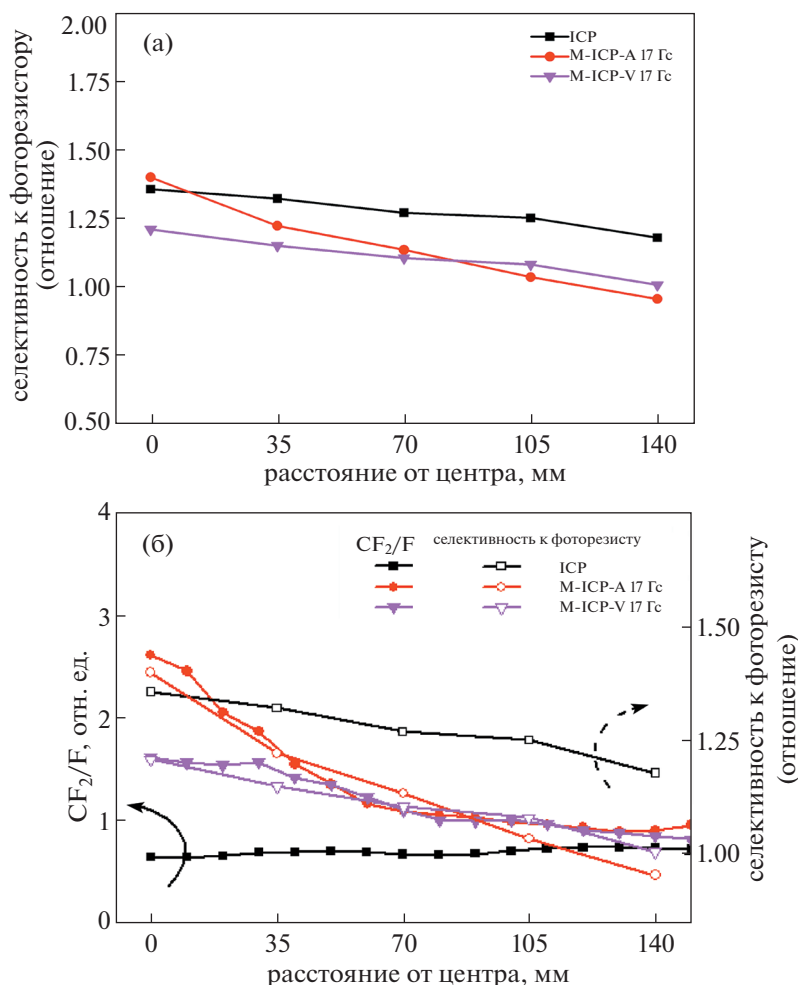 (а)
2.00
1.75
1.50
1.25
1.00
0.75
0.50
селективность к фоторезистору
(отношение)
ICP
M-ICP-A 17 Гс
M-ICP-V 17 Гс
0 35 70 105 140
расстояние от центра, мм
(б)
4
3
2
1
0
CF₂/F, отн. ед.
CF₂/F селективность к фоторезисту
ICP
M-ICP-A 17 Гс
M-ICP-V 17 Гс
1.50
1.25
1.00
селективность к фоторезисту
(отношение)
0 35 70 105 140
расстояние от центра, мм